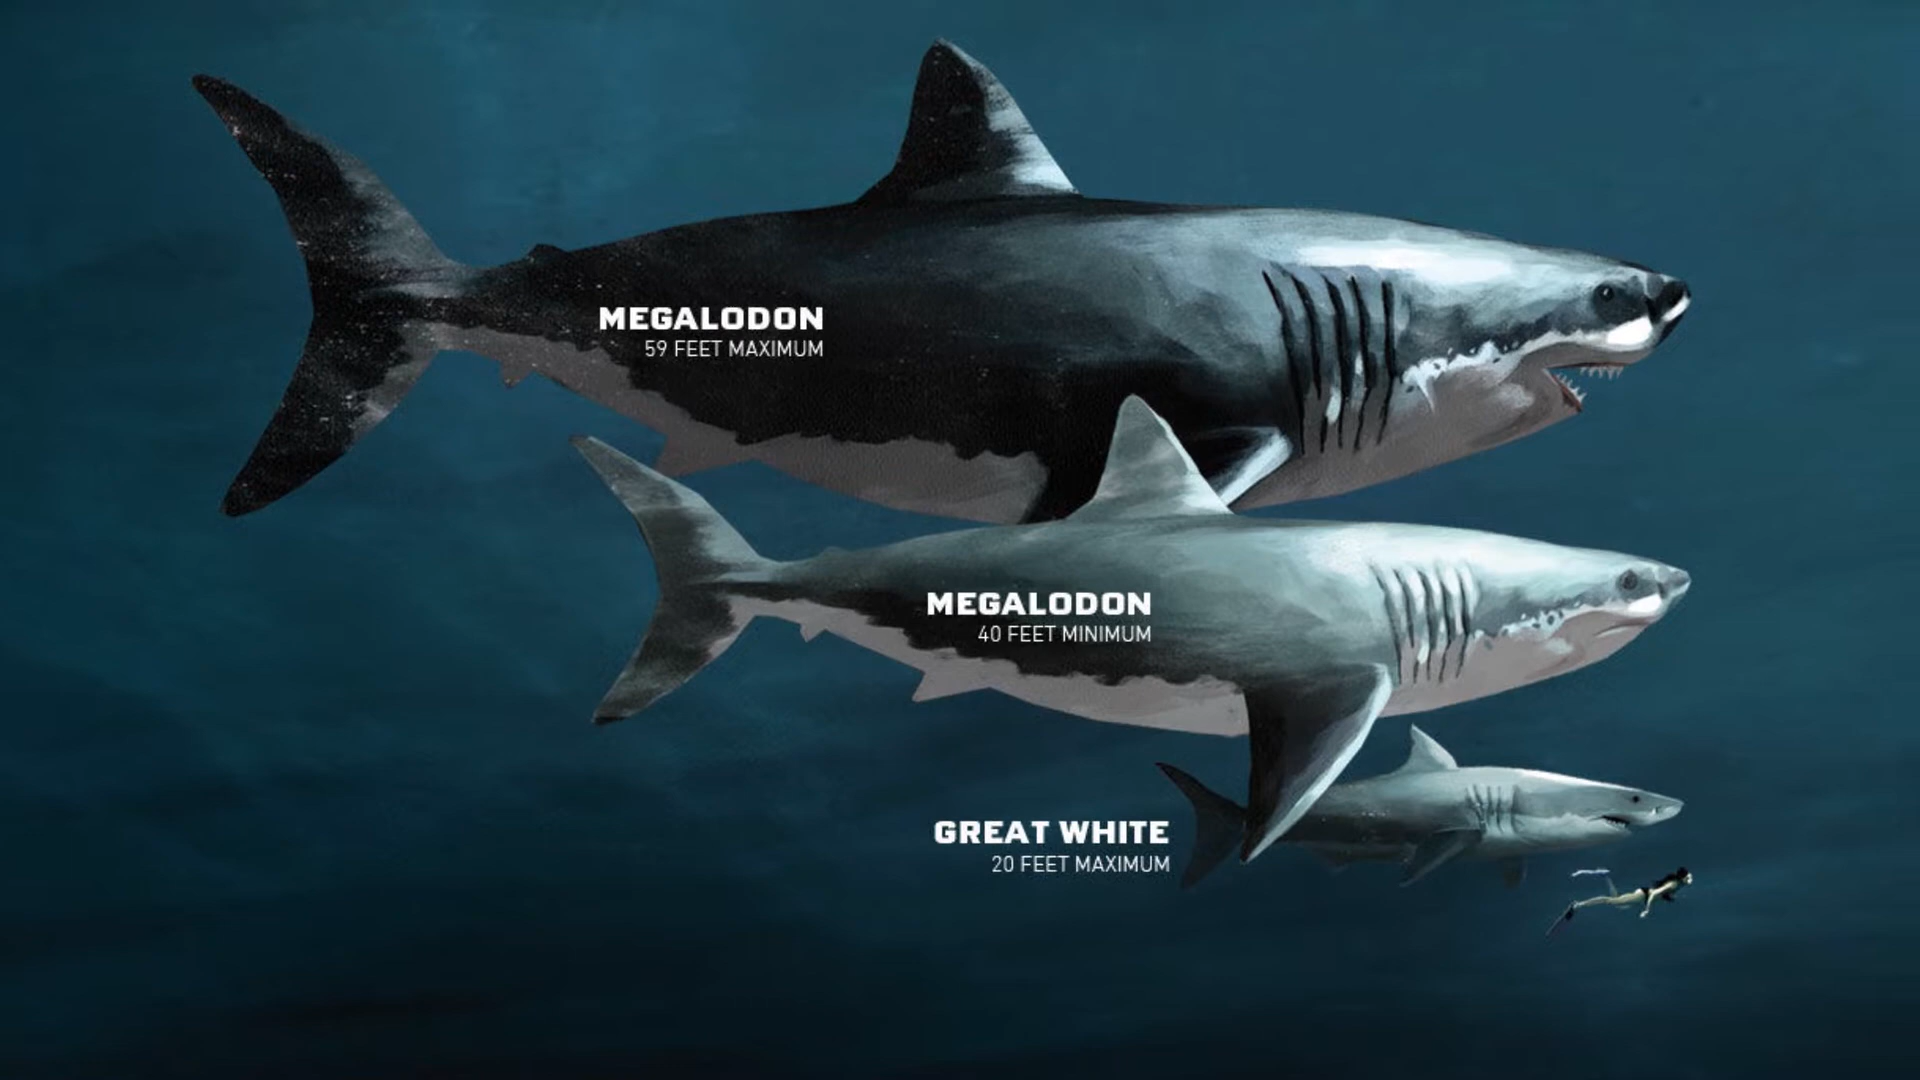 MEGALODON
59 FEET MAXIMUM
MEGALODON
40 FEET MINIMUM
GREAT WHITE
20 FEET MAXIMUM